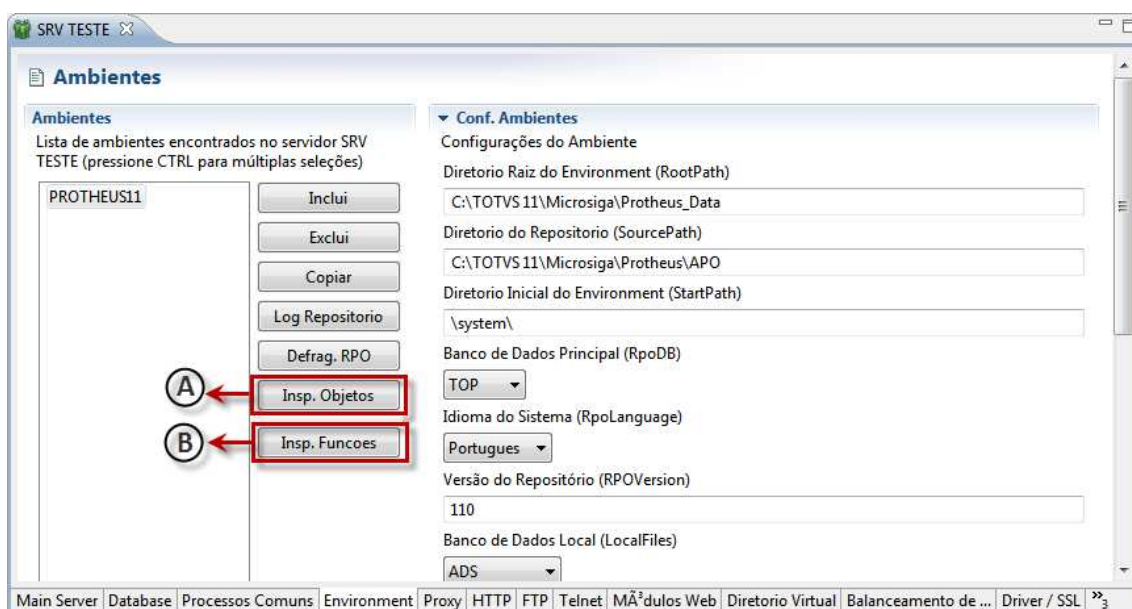 SRV TESTE
Ambientes
Ambientes
Lista de ambientes encontrados no servidor SRV
TESTE (pressione CTRL para múltiplas seleções)
PROTHEUS11
Inclui
Exclui
Copiar
Log Repositorio
Defrag. RPO
A
Insp. Objetos
B
Insp. Funcoes
Conf. Ambientes
Configurações do Ambiente
Diretorio Raiz do Environment (RootPath)
C:\TOTVS 11\Microsiga\Protheus_Data
Diretorio do Repositorio (SourcePath)
C:\TOTVS 11\Microsiga\Protheus\APO
Diretorio Inicial do Environment (StartPath)
\system\
Banco de Dados Principal (RpoDB)
TOP
Idioma do Sistema (RpoLanguage)
Portugues
Versão do Repositório (RPOVersion)
110
Banco de Dados Local (LocalFiles)
ADS
Main Server Database Processos Comuns Environment Proxy HTTP FTP Telnet MÃ³dulos Web Diretorio Virtual Balanceamento de ... Driver / SSL »3